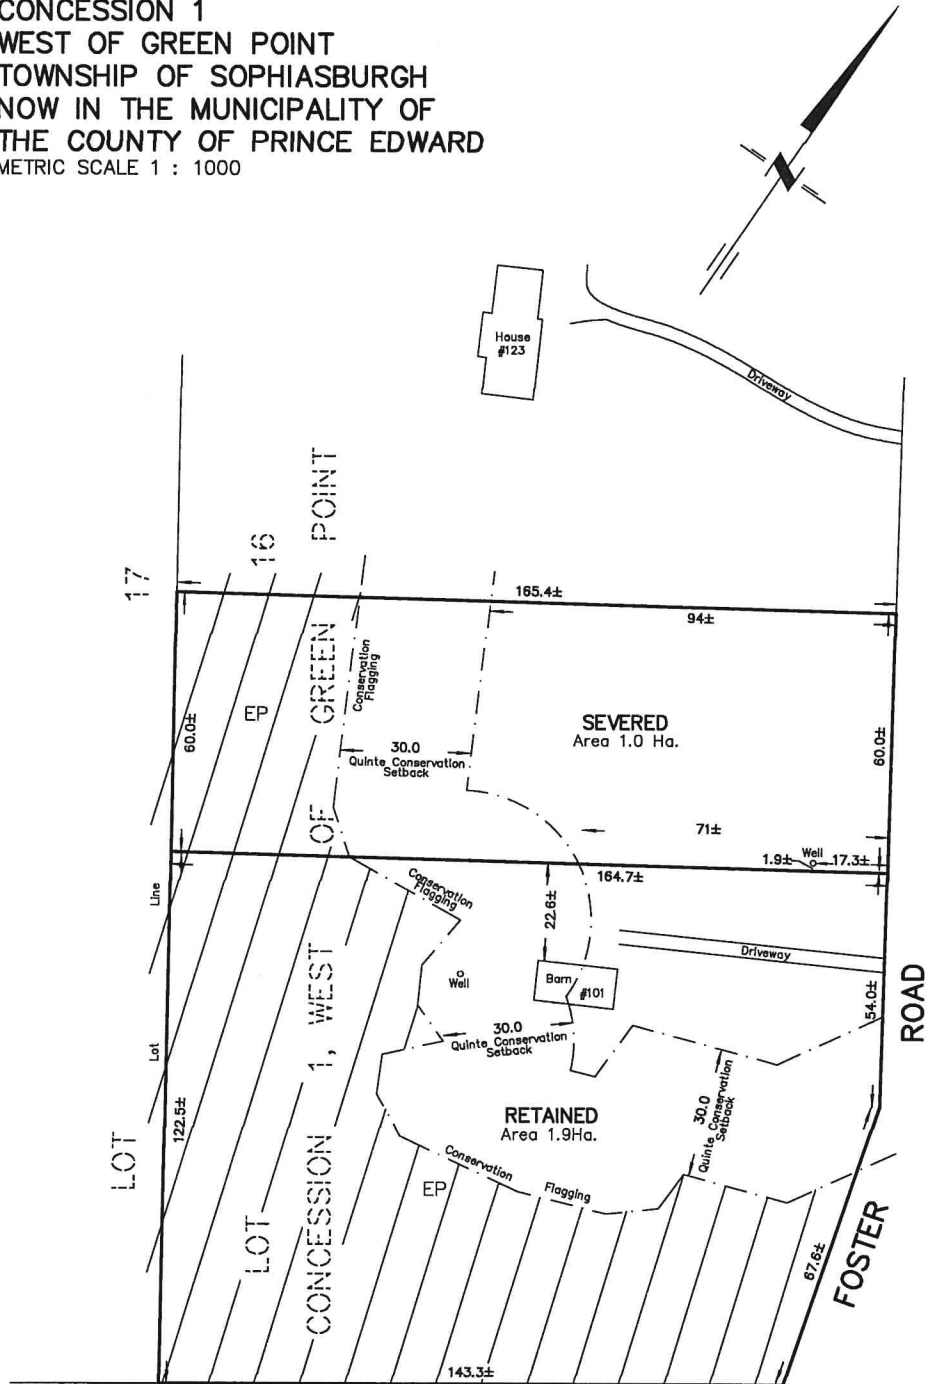 CONCESSION 1
WEST OF GREEN POINT
TOWNSHIP OF SOPHIASBURGH
NOW IN THE MUNICIPALITY OF
THE COUNTY OF PRINCE EDWARD
METRIC SCALE 1 : 1000
N
House
#123
Driveway
17
16
POINT
165.4±
94±
Conservation
Flagging
GREEN
EP
60.0±
SEVERED
Area 1.0 Ha.
60.0±
30.0
Quinte Conservation
Setback
OF
71±
Well
1.9±
17.3±
164.7±
Conservation
Flagging
22.6±
Line
Well
Barn
#101
Driveway
54.0±
ROAD
WEST
30.0
Quinte Conservation
Setback
Lot
1,
122.5±
RETAINED
Area 1.9Ha.
30.0
Quinte Conservation
Setback
LOT
LOT
CONCESSION
Conservation
Flagging
EP
67.6±
FOSTER
143.3±